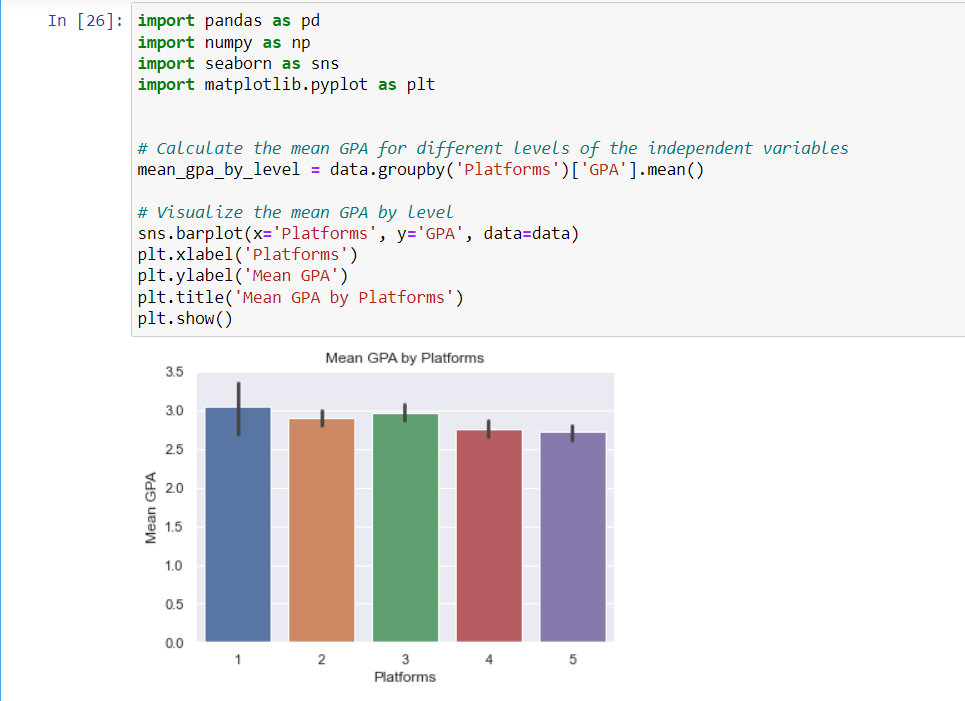 In [26]:
import pandas as pd
import numpy as np
import seaborn as sns
import matplotlib.pyplot as plt
# Calculate the mean GPA for different levels of the independent variables
mean_gpa_by_level = data.groupby('Platforms')['GPA'].mean()
# Visualize the mean GPA by level
sns.barplot(x='Platforms', y='GPA', data=data)
plt.xlabel('Platforms')
plt.ylabel('Mean GPA')
plt.title('Mean GPA by Platforms')
plt.show()
Mean GPA by Platforms
3.5
3.0
2.5
2.0
1.5
1.0
0.5
0.0
Mean GPA
1 2 3 4 5
Platforms